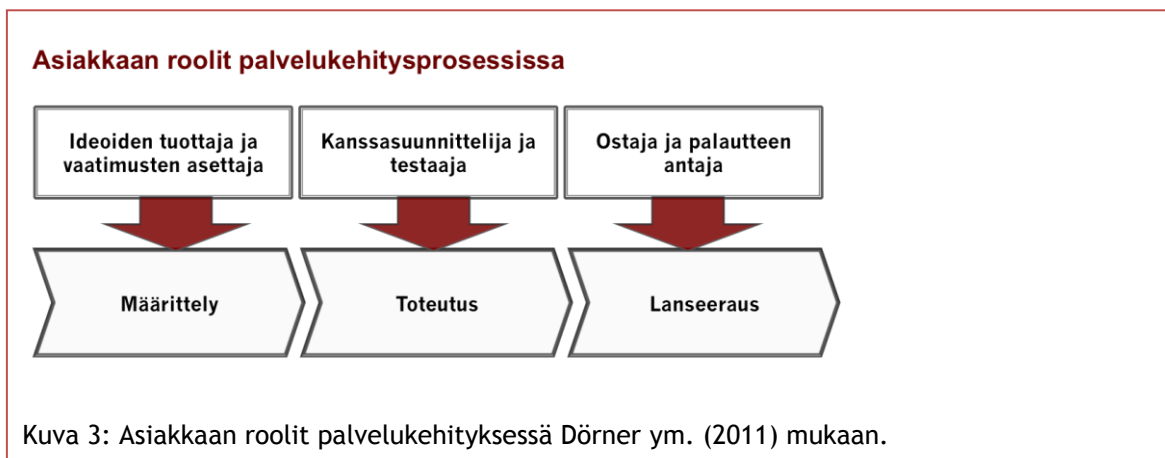 Asiakkaan roolit palvelukehitysprosessissa
Ideoiden tuottaja ja
vaatimusten asettaja
Kanssasuunnittelija ja
testaaja
Ostaja ja palautteen
antaja
Määrittely
Toteutus
Lanseeraus
Kuva 3: Asiakkaan roolit palvelukehityksessä Dörner ym. (2011) mukaan.